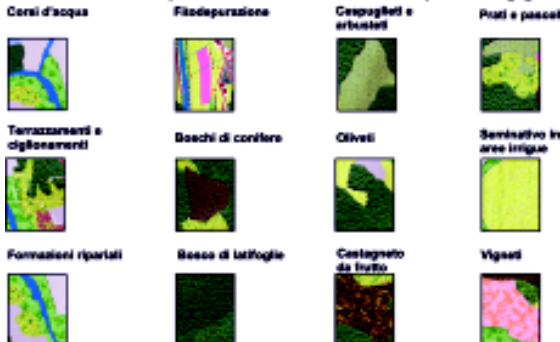 Corsi d'acqua
Fitodepurazione
Cespuglieti e
arbusteti
Prati e pascoli
Terrazzamenti e
ciglionamenti
Boschi di conifere
Oliveti
Seminativo in
aree irrigue
Formazioni ripariali
Bosco di latifoglie
Castagneto
da frutto
Vigneti